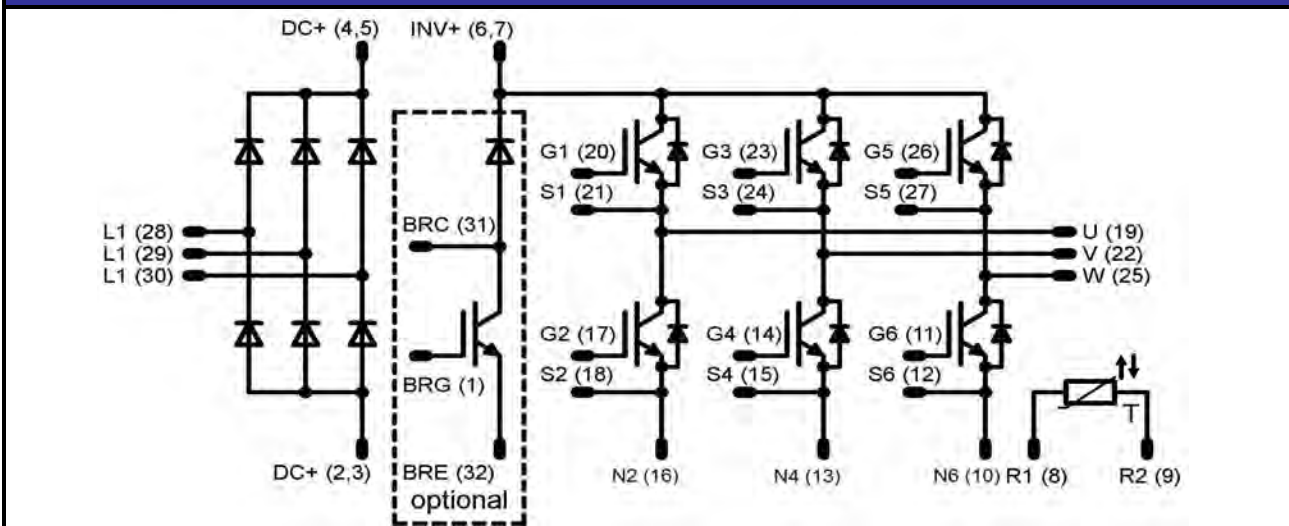 DC+ (4,5)
INV+ (6,7)
G1 (20)
G3 (23)
G5 (26)
S1 (21)
S3 (24)
S5 (27)
BRC (31)
L1 (28)
L1 (29)
L1 (30)
U (19)
V (22)
W (25)
G2 (17)
G4 (14)
G6 (11)
BRG (1)
S2 (18)
S4 (15)
S6 (12)
T
DC+ (2,3)
BRE (32)
N2 (16)
N4 (13)
N6 (10)
R1 (8)
R2 (9)
optional